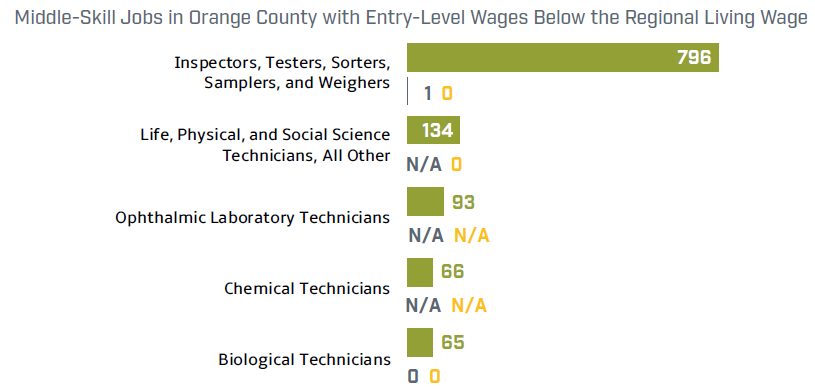 Middle-Skill Jobs in Orange County with Entry-Level Wages Below the Regional Living Wage
Inspectors, Testers, Sorters,
Samplers, and Weighers
796
1 0
Life, Physical, and Social Science
Technicians, All Other
134
N/A 0
Ophthalmic Laboratory Technicians
93
N/A N/A
Chemical Technicians
66
N/A N/A
Biological Technicians
65
0 0